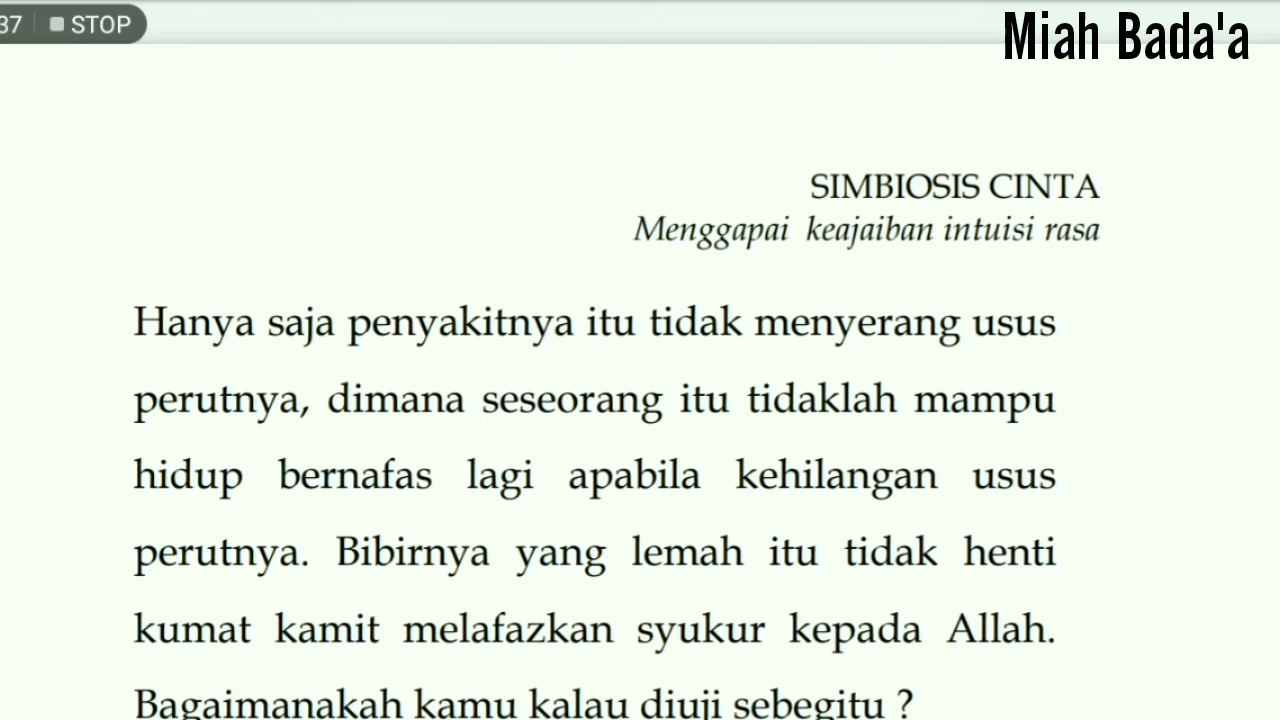 37 STOP
Miah Bada'a
SIMBIOSIS CINTA
Menggapai keajaiban intuisi rasa
Hanya saja penyakitnya itu tidak menyerang usus
perutnya, dimana seseorang itu tidaklah mampu
hidup bernafas lagi apabila kehilangan usus
perutnya. Bibirnya yang lemah itu tidak henti
kumat kamit melafazkan syukur kepada Allah.
Bagaimanakah kamu kalau diuji sebegitu ?